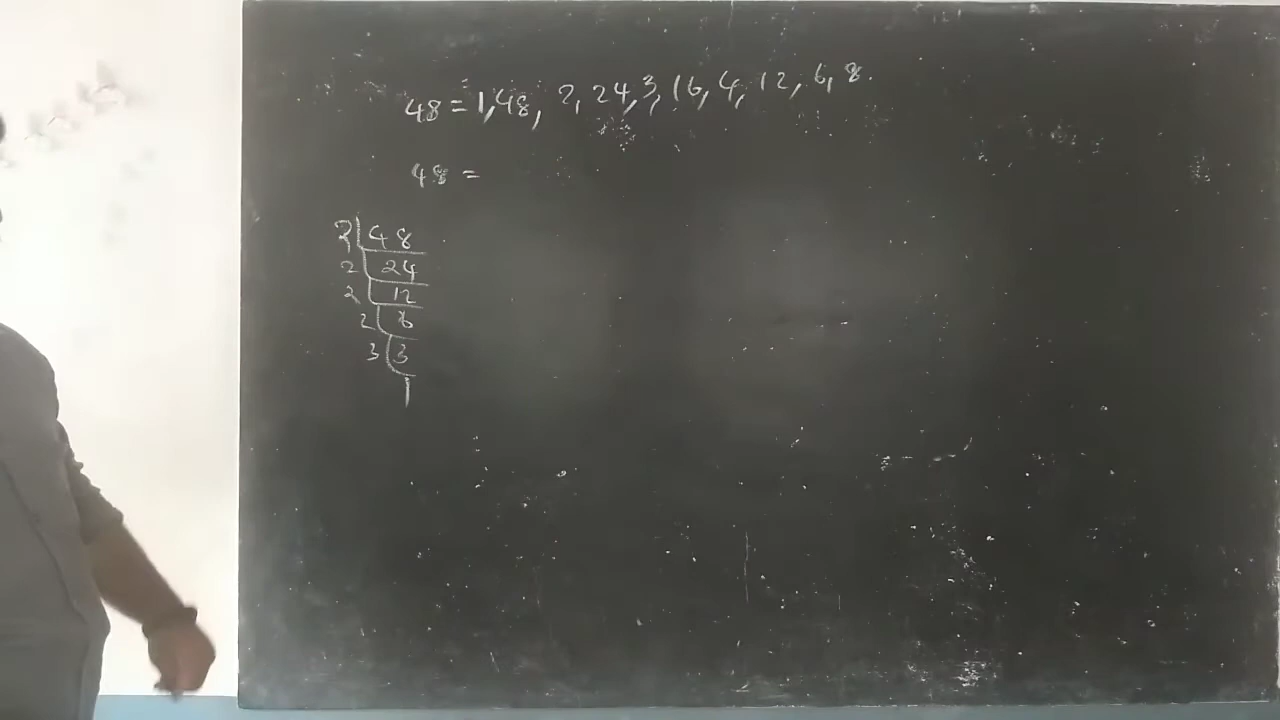 48 = 1,48, 2, 24, 3, 16, 4, 12, 6, 8.
48 =
2 | 48
2 | 24
2 | 12
2 | 6
3 | 3
1